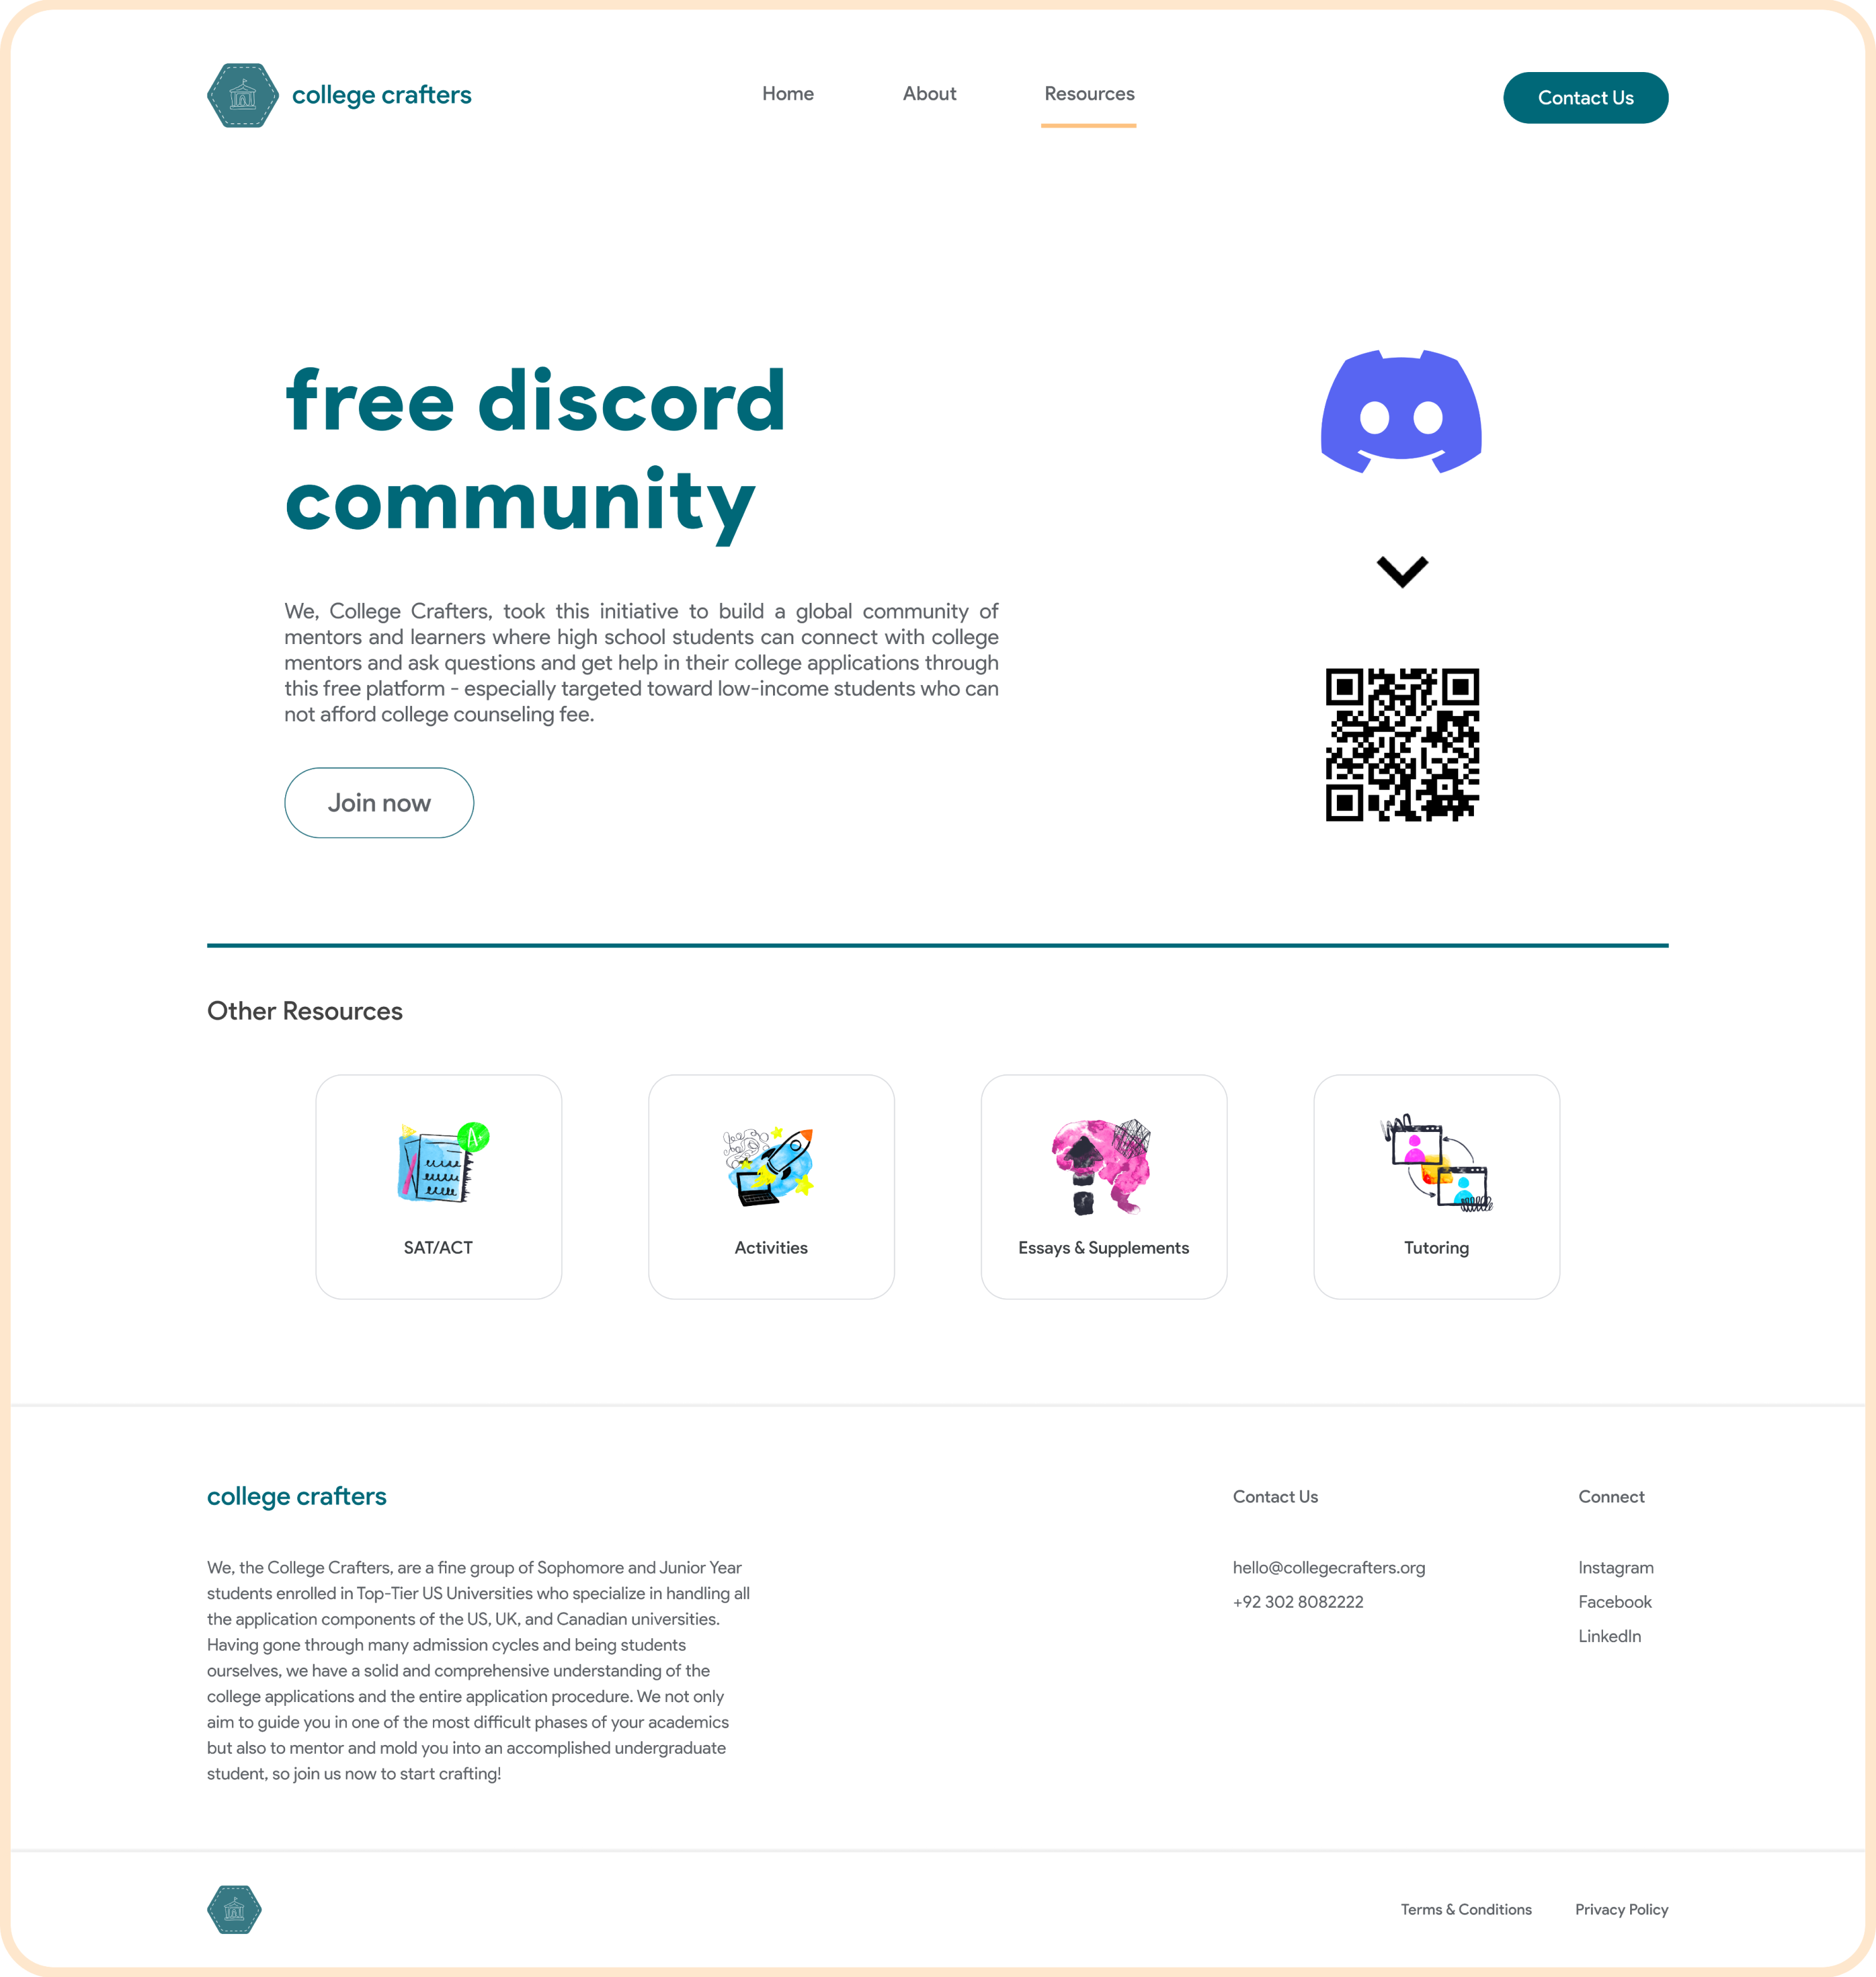 college crafters
Home
About
Resources
Contact Us
free discord
community
We, College Crafters, took this initiative to build a global community of
mentors and learners where high school students can connect with college
mentors and ask questions and get help in their college applications through
this free platform - especially targeted toward low-income students who can
not afford college counseling fee.
Join now
Other Resources
A+
SAT/ACT
Activities
Essays & Supplements
Tutoring
college crafters
We, the College Crafters, are a fine group of Sophomore and Junior Year
students enrolled in Top-Tier US Universities who specialize in handling all
the application components of the US, UK, and Canadian universities.
Having gone through many admission cycles and being students
ourselves, we have a solid and comprehensive understanding of the
college applications and the entire application procedure. We not only
aim to guide you in one of the most difficult phases of your academics
but also to mentor and mold you into an accomplished undergraduate
student, so join us now to start crafting!
Contact Us
hello@collegecrafters.org
+92 302 8082222
Connect
Instagram
Facebook
LinkedIn
Terms & Conditions
Privacy Policy